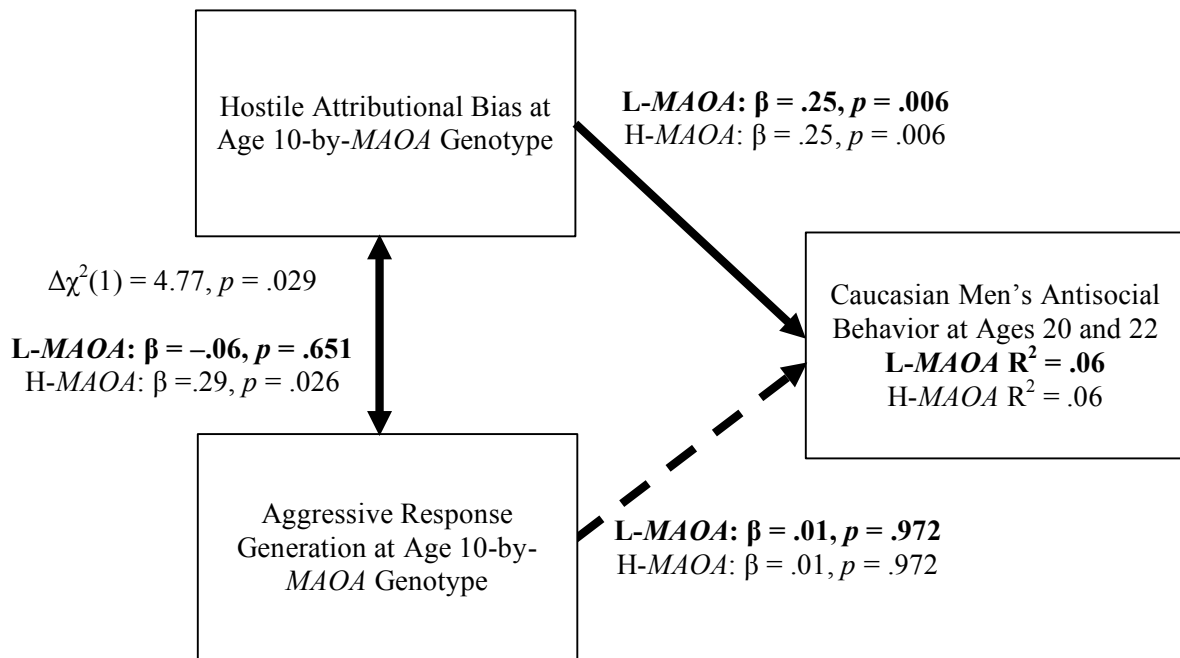 Hostile Attributional Bias at
Age 10-by-MAOA Genotype
L-MAOA: β = .25, p = .006
H-MAOA: β = .25, p = .006
Δχ²(1) = 4.77, p = .029
L-MAOA: β = –.06, p = .651
H-MAOA: β =.29, p = .026
Caucasian Men’s Antisocial
Behavior at Ages 20 and 22
L-MAOA R² = .06
H-MAOA R² = .06
Aggressive Response
Generation at Age 10-by-
MAOA Genotype
L-MAOA: β = .01, p = .972
H-MAOA: β = .01, p = .972